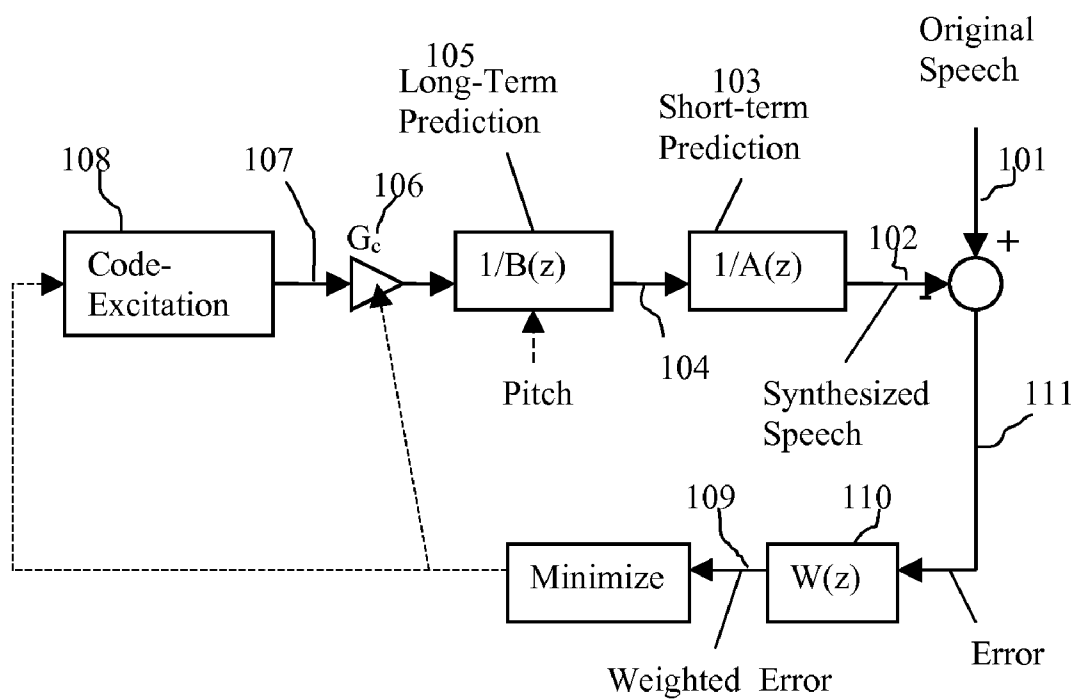 Original
Speech
105
Long-Term
Prediction
103
Short-term
Prediction
108
107
106
G_c
101
102
+
Code-
Excitation
1/B(z)
1/A(z)
-
104
Pitch
Synthesized
Speech
111
109
110
Minimize
W(z)
Weighted Error
Error